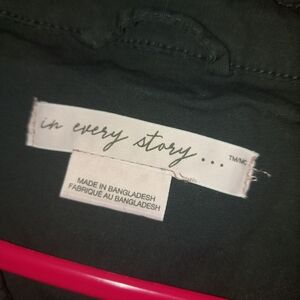 in every story... TM/MC
MADE IN BANGLADESH
FABRIQUÉ AU BANGLADESH